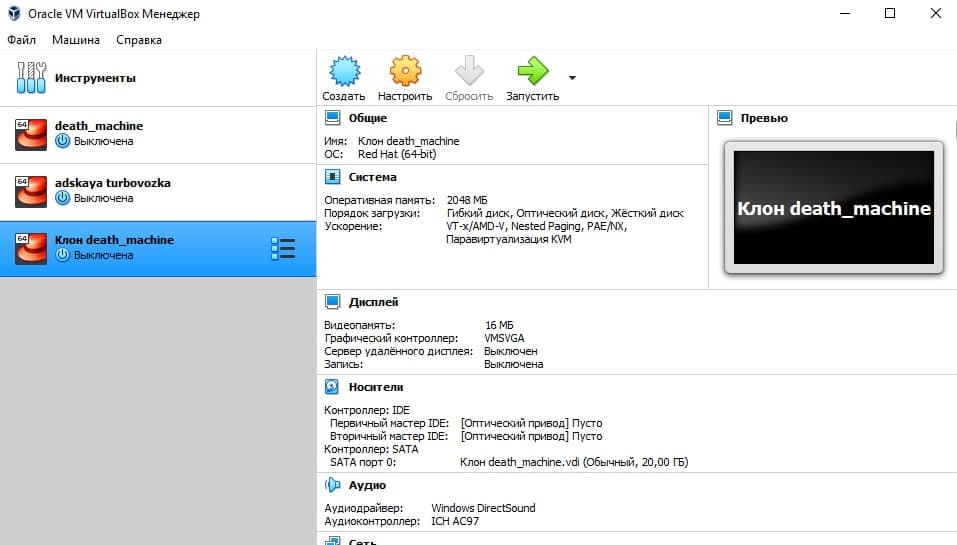 Oracle VM VirtualBox Менеджер
Файл Машина Справка
Инструменты
Создать Настроить Сбросить Запустить
64
death_machine
Выключена
64
adskaya turbovozka
Выключена
64
Клон death_machine
Выключена
Общие
Имя: Клон death_machine
ОС: Red Hat (64-bit)
Превью
Клон death_machine
Система
Оперативная память: 2048 МБ
Порядок загрузки: Гибкий диск, Оптический диск, Жёсткий диск
Ускорение: VT-x/AMD-V, Nested Paging, PAE/NX,
Паравиртуализация KVM
Дисплей
Видеопамять: 16 МБ
Графический контроллер: VMSVGA
Сервер удалённого дисплея: Выключен
Запись: Выключена
Носители
Контроллер: IDE
Первичный мастер IDE: [Оптический привод] Пусто
Вторичный мастер IDE: [Оптический привод] Пусто
Контроллер: SATA
SATA порт 0: Клон death_machine.vdi (Обычный, 20,00 ГБ)
Аудио
Аудиодрайвер: Windows DirectSound
Аудиоконтроллер: ICH AC97
Сеть